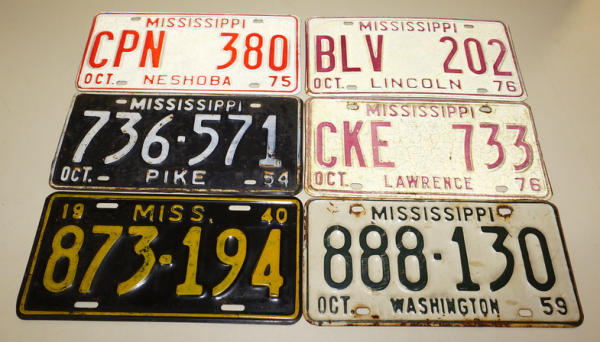 MISSISSIPPI
CPN 380
OCT. NESHOBA 75
MISSISSIPPI
BLV 202
OCT. LINCOLN 76
MISSISSIPPI
736·571
OCT. PIKE 54
MISSISSIPPI
CKE 733
OCT. LAWRENCE 76
19 MISS. 40
873-194
MISSISSIPPI
888·130
OCT. WASHINGTON 59